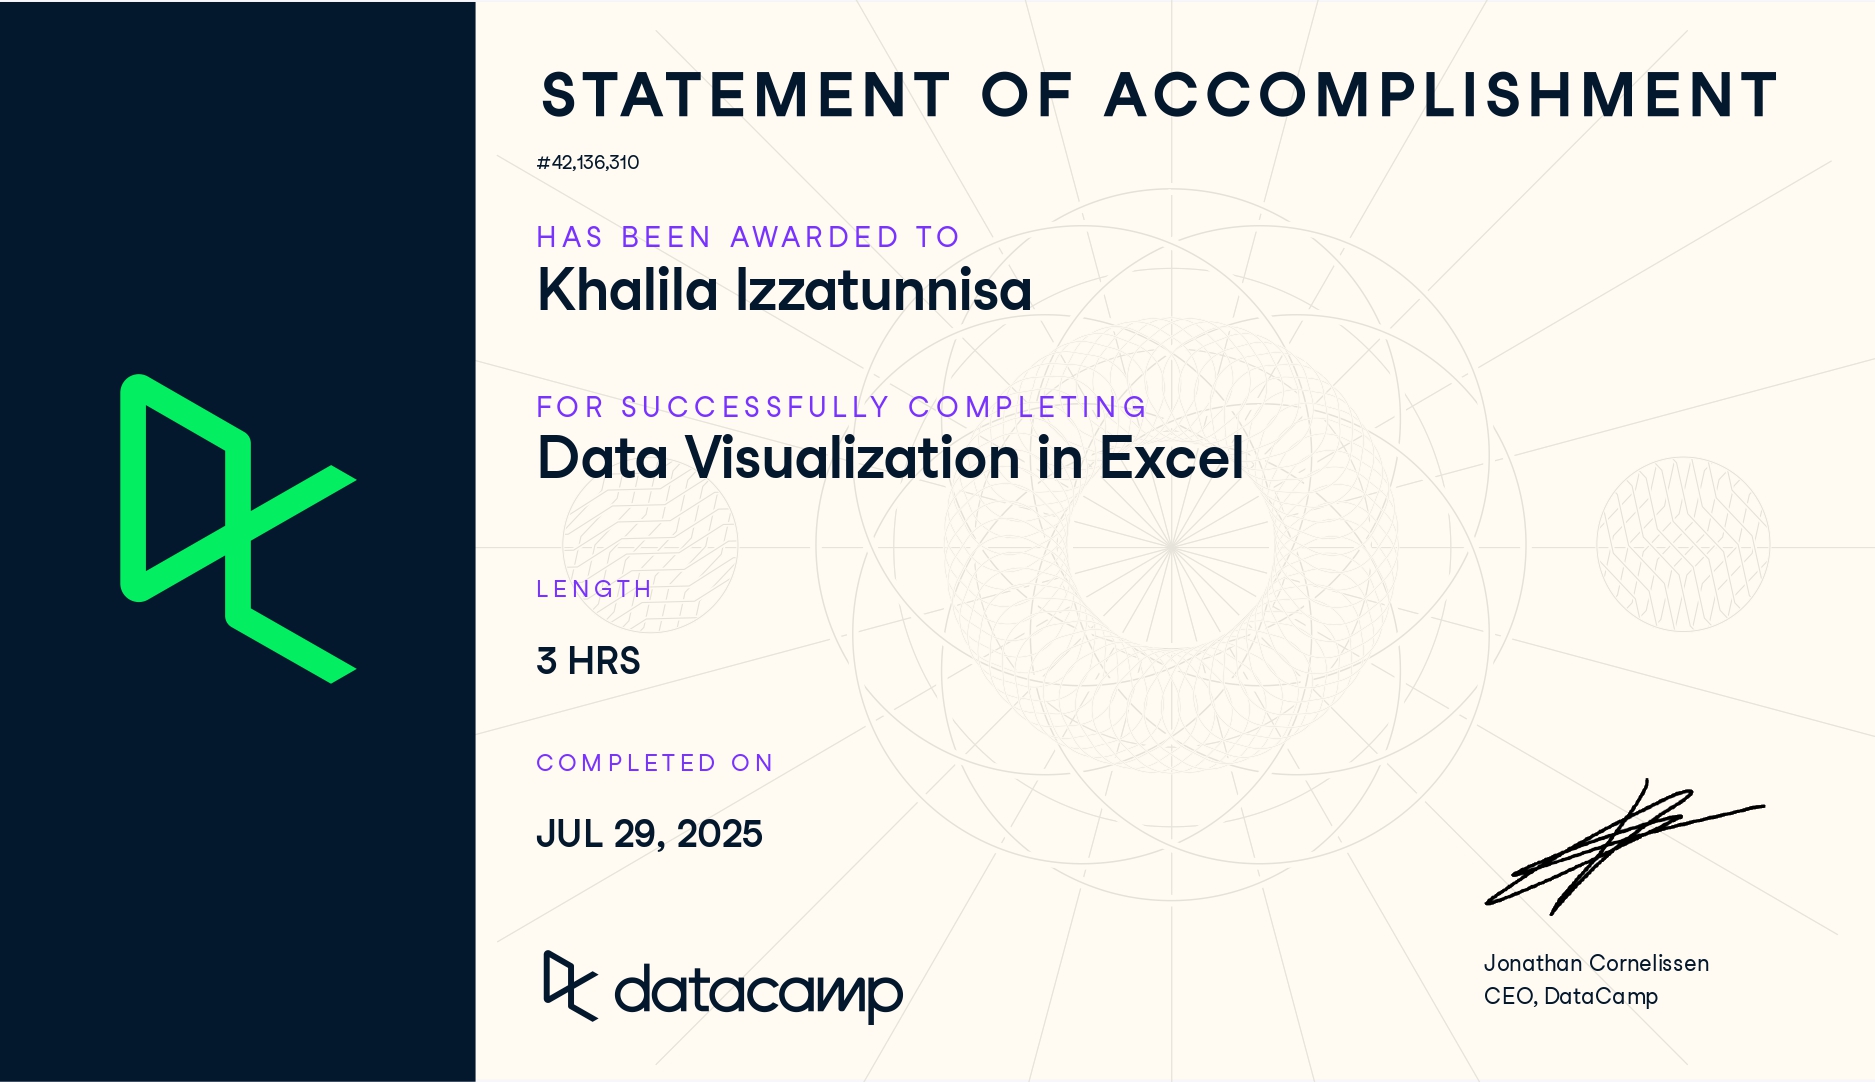 STATEMENT OF ACCOMPLISHMENT
#42,136,310
HAS BEEN AWARDED TO
Khalila Izzatunnisa
FOR SUCCESSFULLY COMPLETING
Data Visualization in Excel
LENGTH
3 HRS
COMPLETED ON
JUL 29, 2025
datacamp
Jonathan Cornelissen
CEO, DataCamp